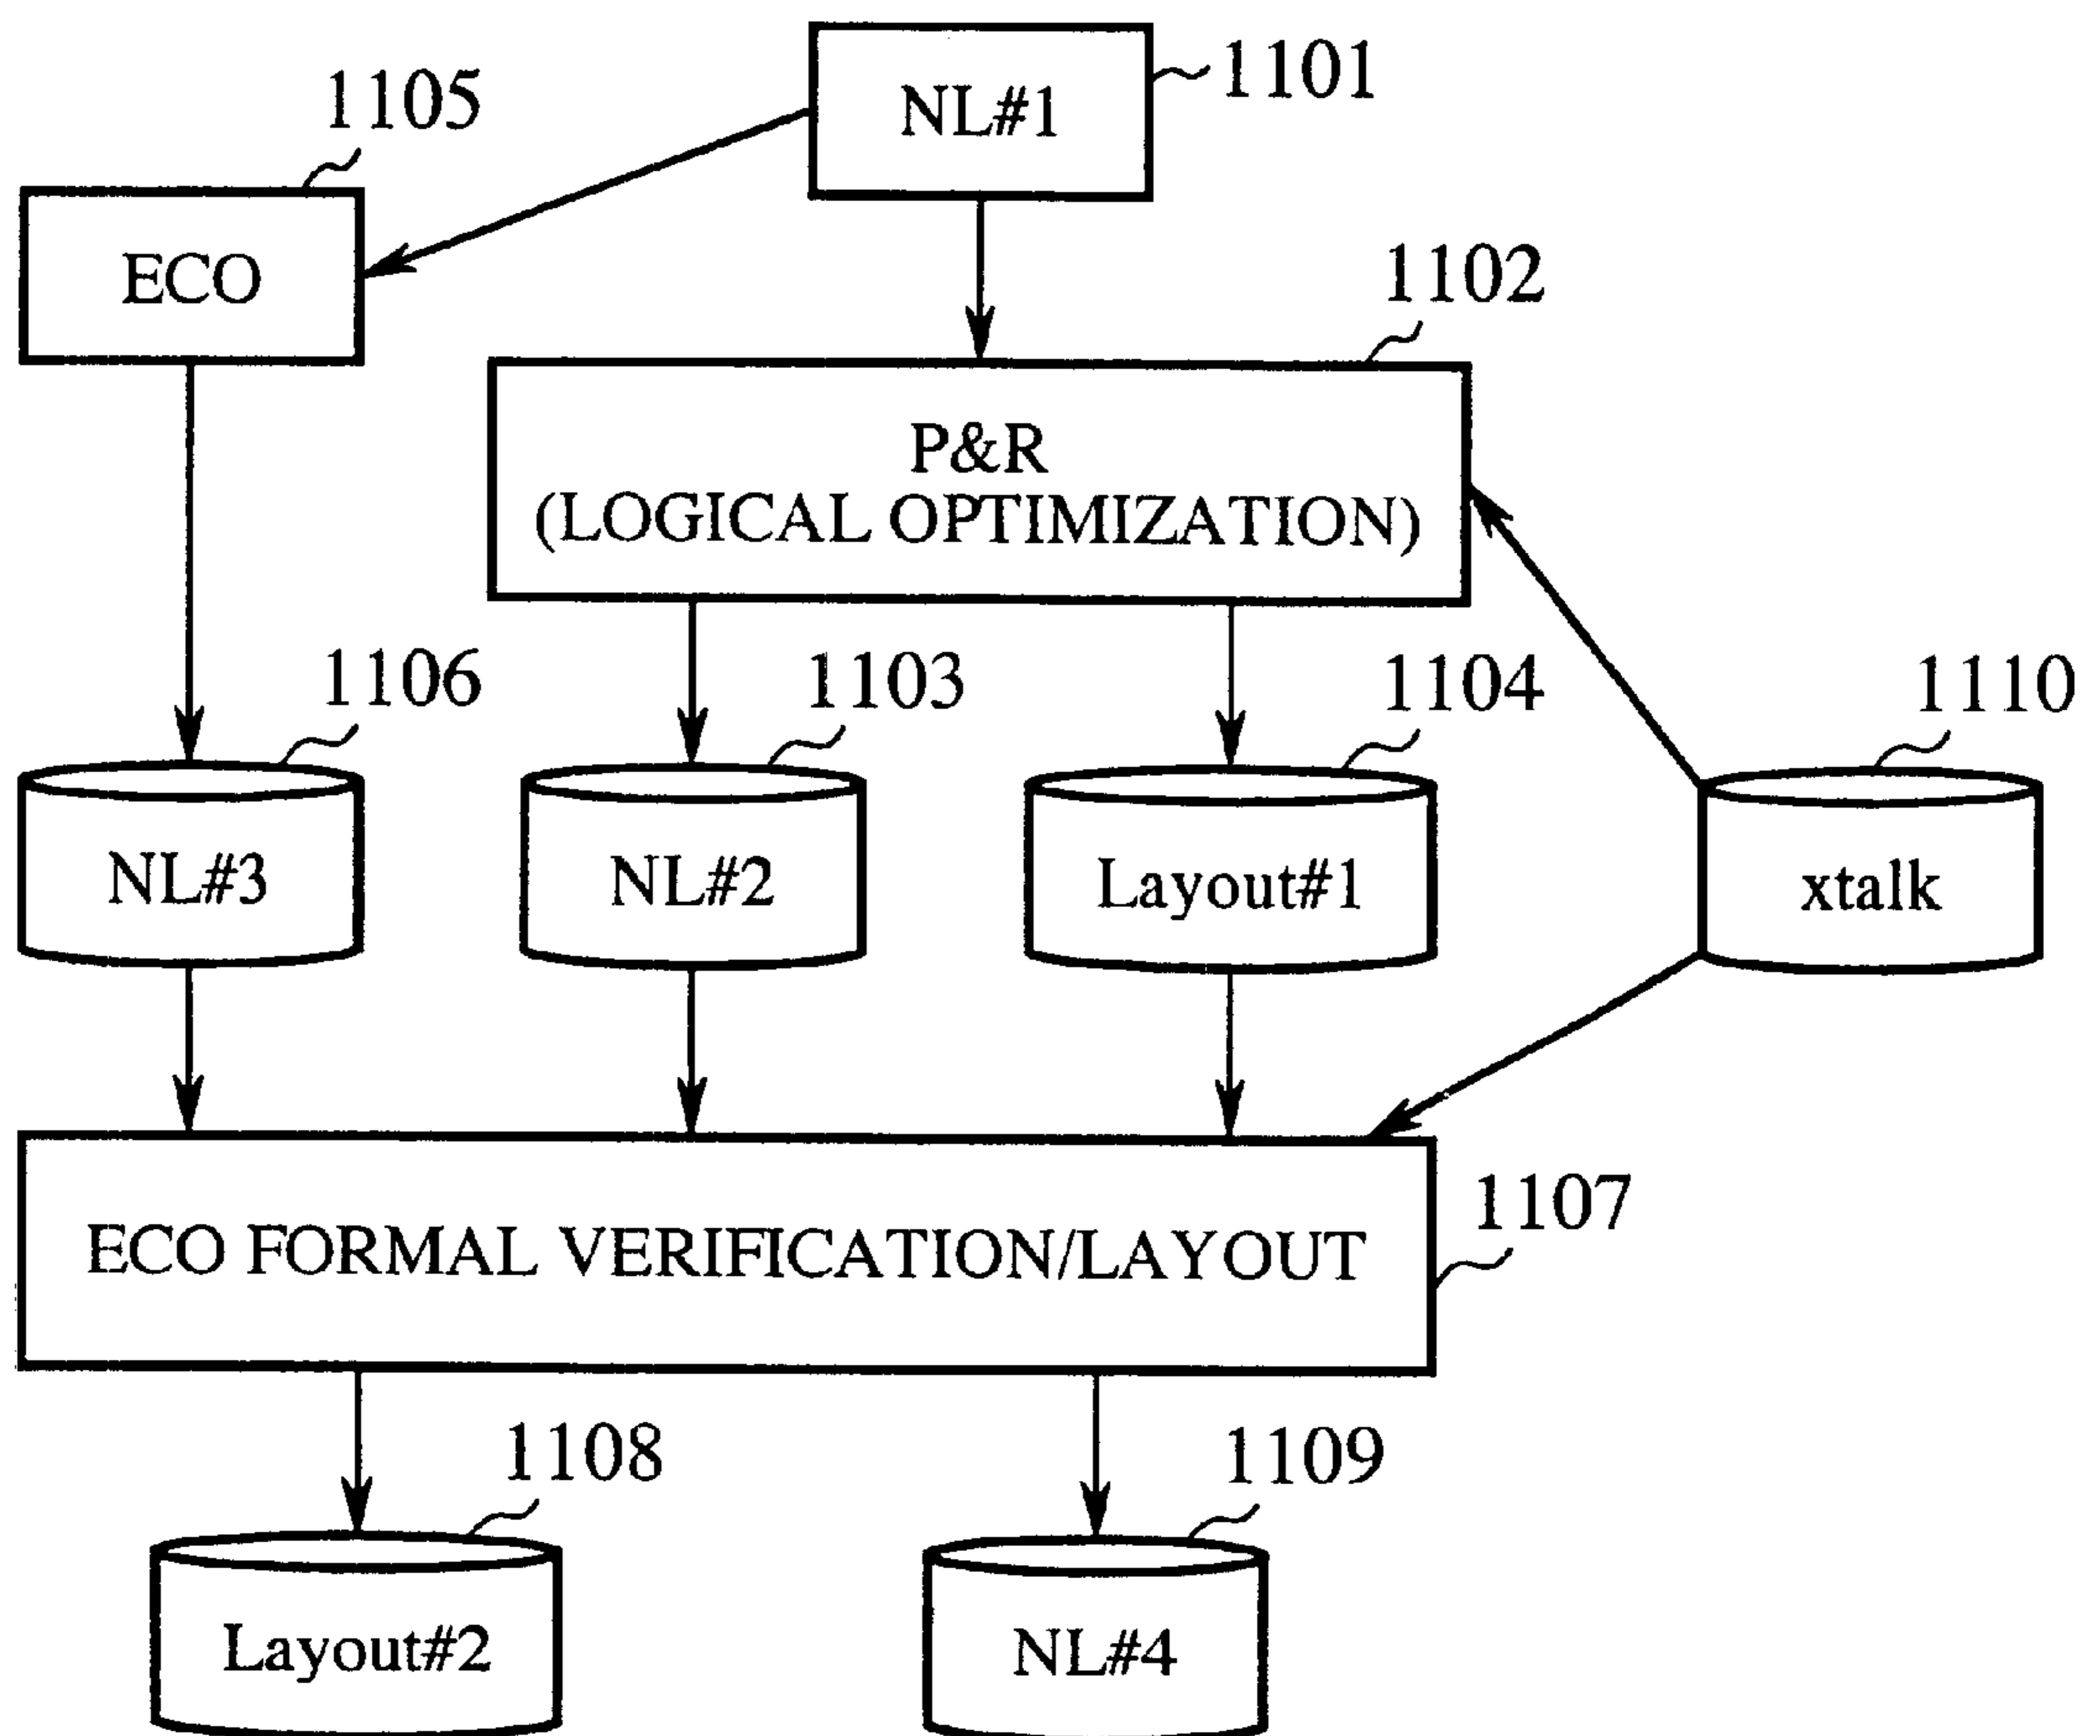 1101
NL#1
1105
ECO
1102
P&R
(LOGICAL OPTIMIZATION)
1106
1103
1104
1110
NL#3
NL#2
Layout#1
xtalk
1107
ECO FORMAL VERIFICATION/LAYOUT
1108
1109
Layout#2
NL#4